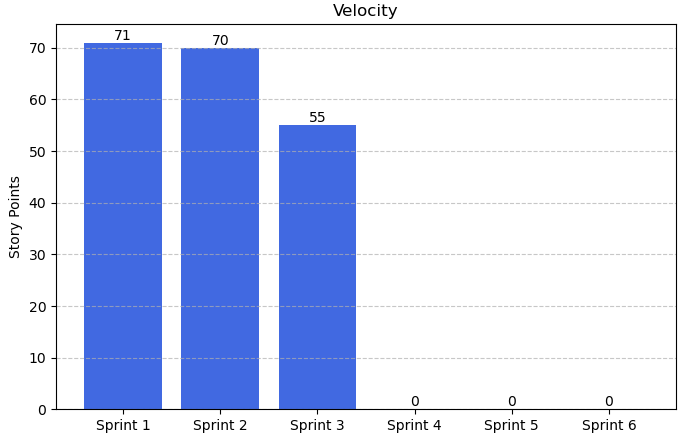 Velocity
Story Points
70
60
50
40
30
20
10
0
71
70
55
0
0
0
Sprint 1
Sprint 2
Sprint 3
Sprint 4
Sprint 5
Sprint 6